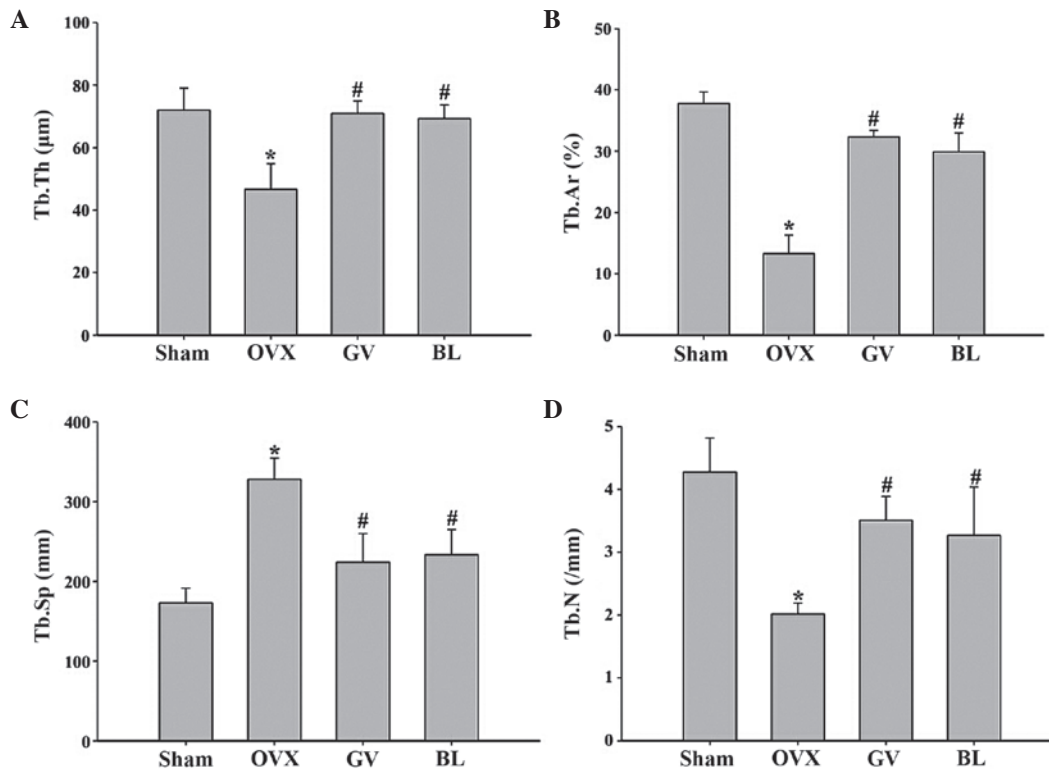 A
Tb.Th (μm)
100
80
60
40
20
0
*
#
#
Sham OVX GV BL
B
Tb.Ar (%)
50
40
30
20
10
0
*
#
#
Sham OVX GV BL
C
Tb.Sp (mm)
400
300
200
100
0
*
#
#
Sham OVX GV BL
D
Tb.N (/mm)
5
4
3
2
1
0
*
#
#
Sham OVX GV BL